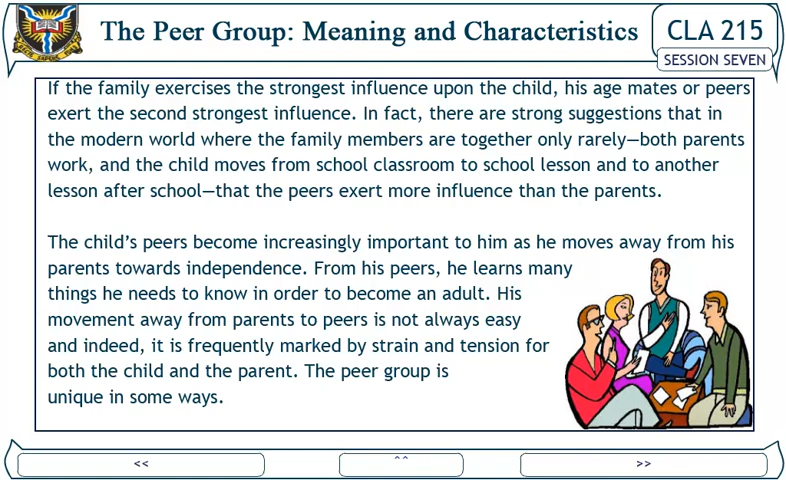 The Peer Group: Meaning and Characteristics
CLA 215
SESSION SEVEN
If the family exercises the strongest influence upon the child, his age mates or peers
exert the second strongest influence. In fact, there are strong suggestions that in
the modern world where the family members are together only rarely—both parents
work, and the child moves from school classroom to school lesson and to another
lesson after school—that the peers exert more influence than the parents.
The child’s peers become increasingly important to him as he moves away from his
parents towards independence. From his peers, he learns many
things he needs to know in order to become an adult. His
movement away from parents to peers is not always easy
and indeed, it is frequently marked by strain and tension for
both the child and the parent. The peer group is
unique in some ways.
<<
^^
>>